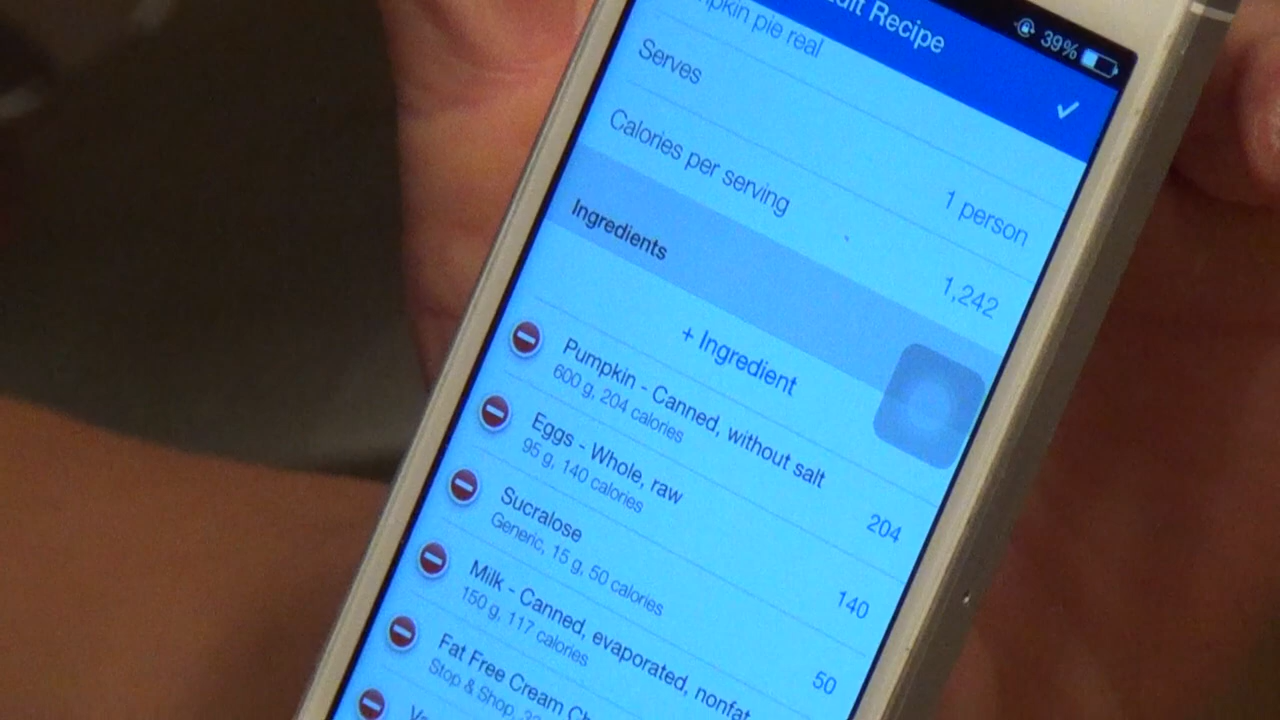 Recipe
39%
pie real
Serves
1 person
Calories per serving
1,242
Ingredients
+ Ingredient
Pumpkin - Canned, without salt
600 g, 204 calories
204
Eggs - Whole, raw
95 g, 140 calories
140
Sucralose
Generic, 15 g, 50 calories
50
Milk - Canned, evaporated, nonfat
150 g, 117 calories
Fat Free Cream
Stop & Shop,